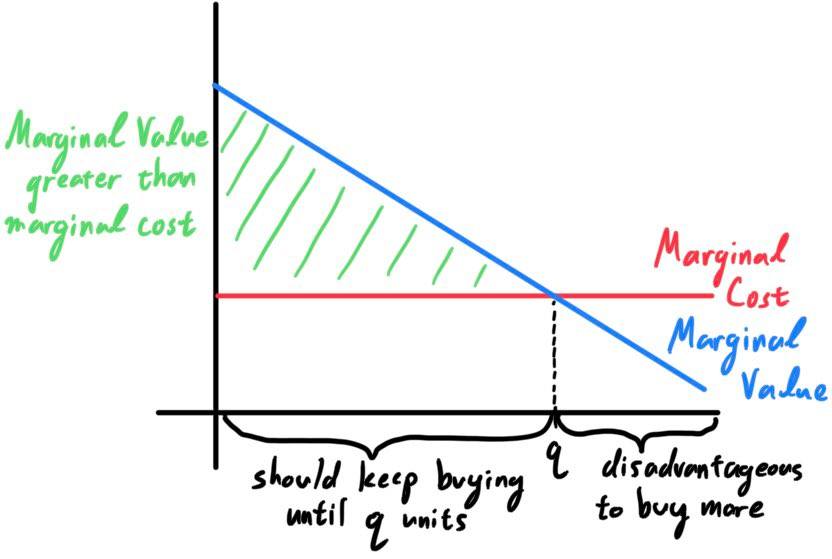 Marginal Value
greater than
marginal cost
Marginal
Cost
Marginal
Value
should keep buying
until q units
q
disadvantageous
to buy more